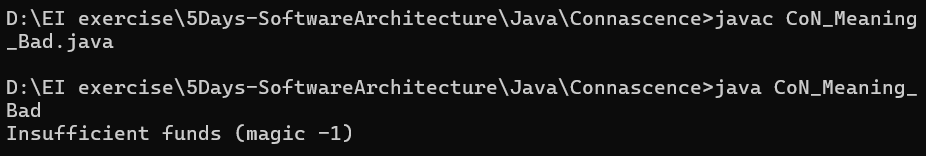 D:\EI exercise\5Days-SoftwareArchitecture\Java\Connascence>javac CoN_Meaning
_Bad.java
D:\EI exercise\5Days-SoftwareArchitecture\Java\Connascence>java CoN_Meaning_
Bad
Insufficient funds (magic -1)